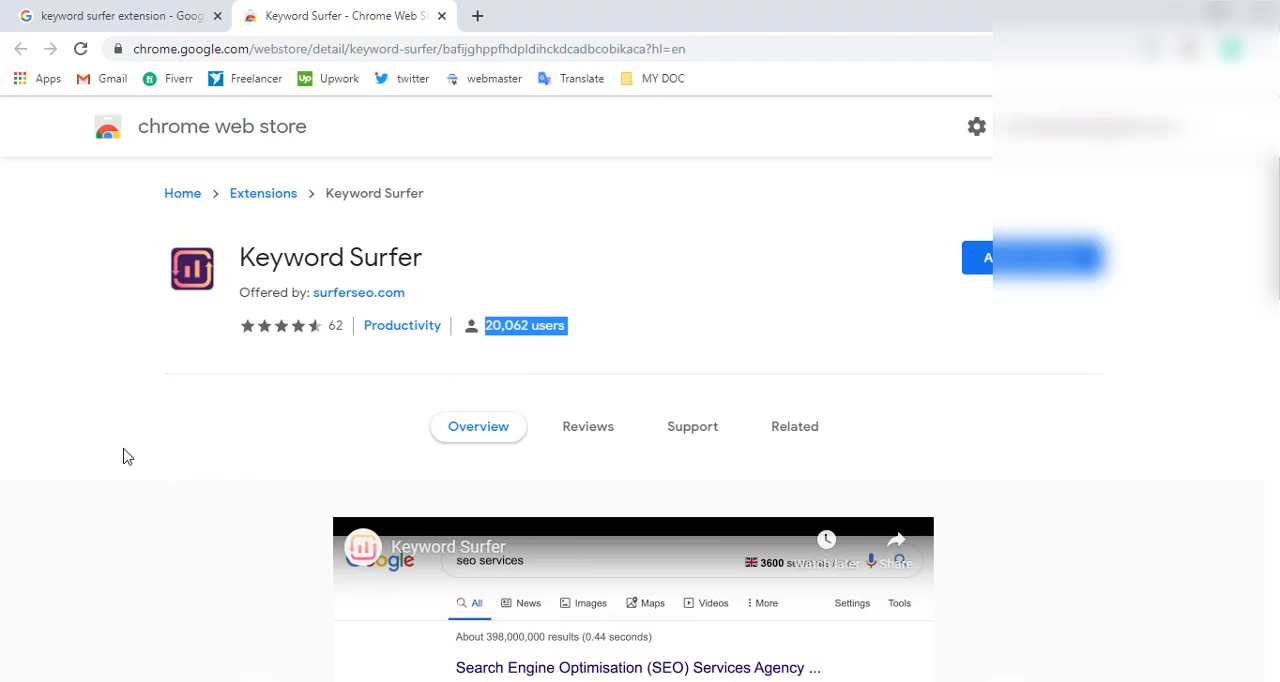 keyword surfer extension - Goog
Keyword Surfer - Chrome Web St
chrome.google.com/webstore/detail/keyword-surfer/bafijghppfhdpldihckdcadbcobikaca?hl=en
Apps Gmail Fiverr Freelancer Upwork twitter webmaster Translate MY DOC
chrome web store
Home > Extensions > Keyword Surfer
Keyword Surfer
A
Offered by: surferseo.com
62 Productivity 20,062 users
Overview Reviews Support Related
Keyword Surfer
seo services 3600
Watch later Share
All News Images Maps Videos More Settings Tools
About 398,000,000 results (0.44 seconds)
Search Engine Optimisation (SEO) Services Agency ...